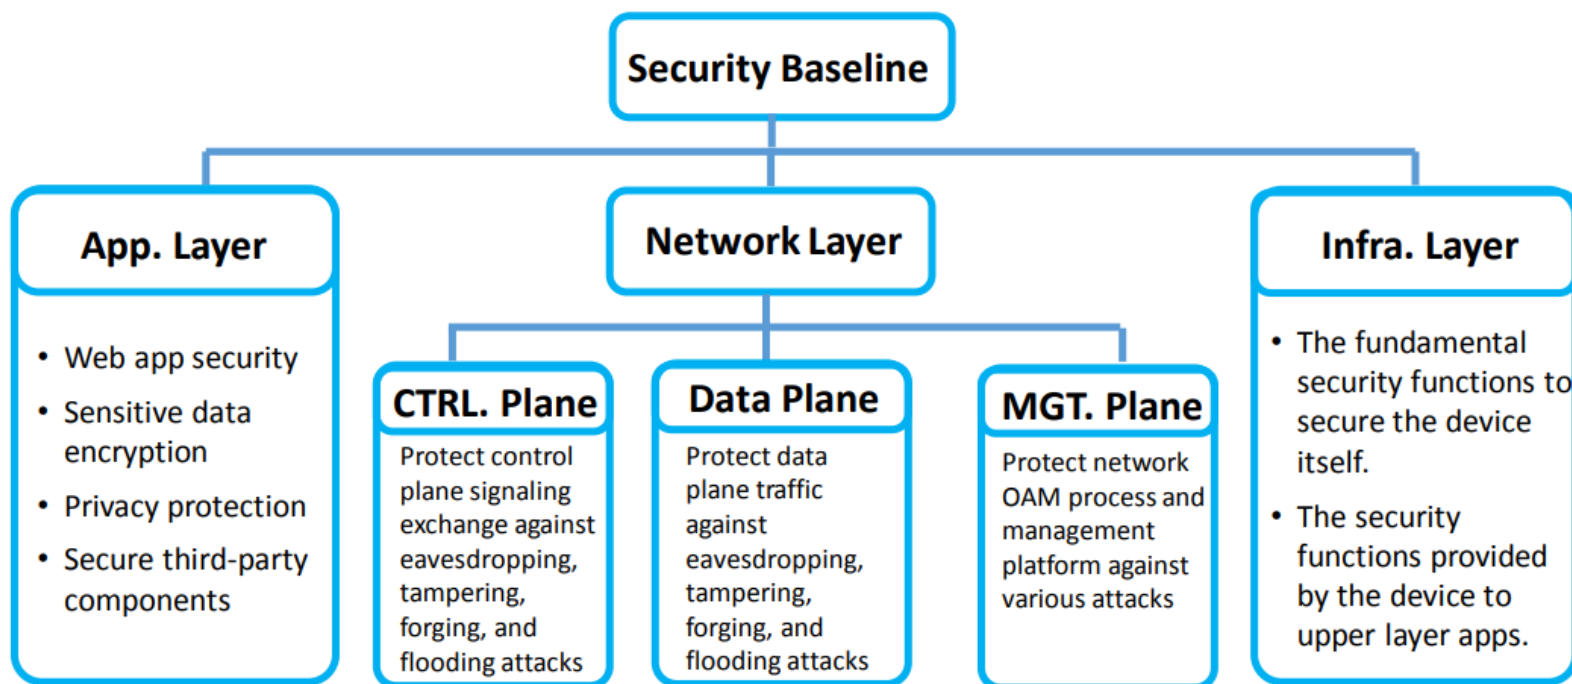 Security Baseline
App. Layer
• Web app security
• Sensitive data
encryption
• Privacy protection
• Secure third-party
components
Network Layer
CTRL. Plane
Protect control
plane signaling
exchange against
eavesdropping,
tampering,
forging, and
flooding attacks
Data Plane
Protect data
plane traffic
against
eavesdropping,
tampering,
forging, and
flooding attacks
MGT. Plane
Protect network
OAM process and
management
platform against
various attacks
Infra. Layer
• The fundamental
security functions to
secure the device
itself.
• The security
functions provided
by the device to
upper layer apps.